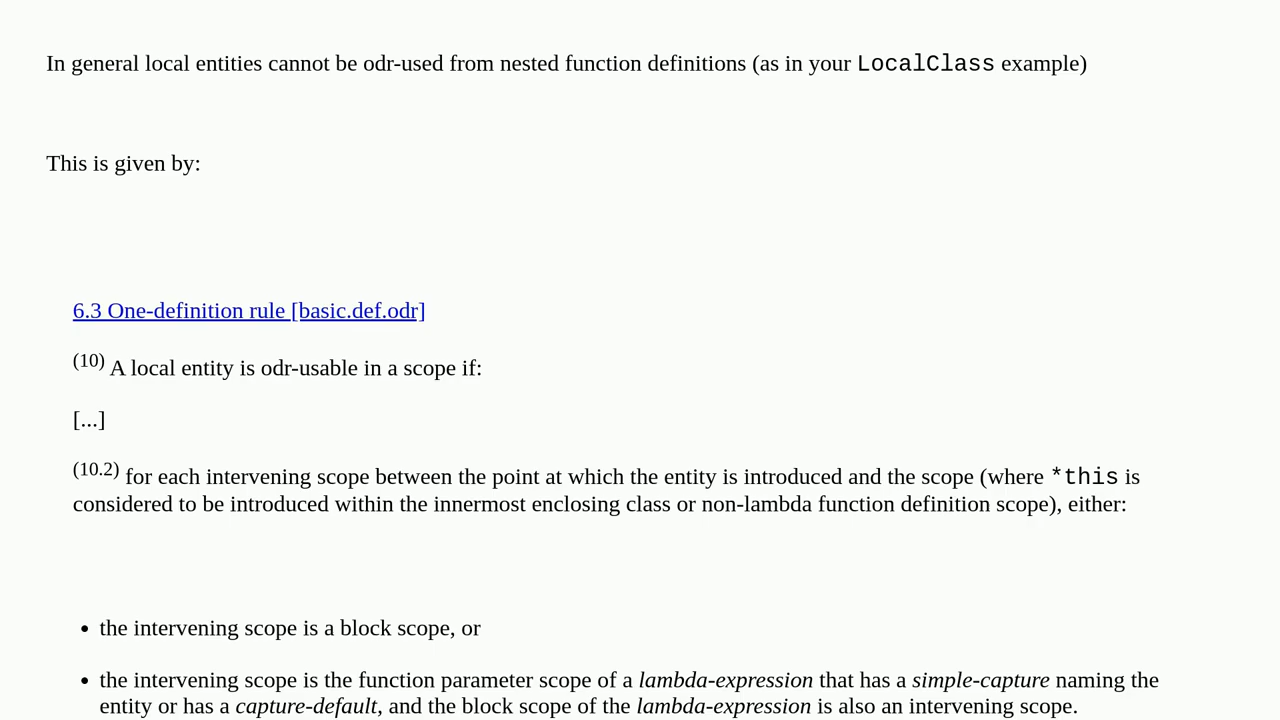 In general local entities cannot be odr-used from nested function definitions (as in your LocalClass example)
This is given by:
6.3 One-definition rule [basic.def.odr]
(10) A local entity is odr-usable in a scope if:
[...]
(10.2) for each intervening scope between the point at which the entity is introduced and the scope (where *this is
considered to be introduced within the innermost enclosing class or non-lambda function definition scope), either:
• the intervening scope is a block scope, or
• the intervening scope is the function parameter scope of a lambda-expression that has a simple-capture naming the
entity or has a capture-default, and the block scope of the lambda-expression is also an intervening scope.